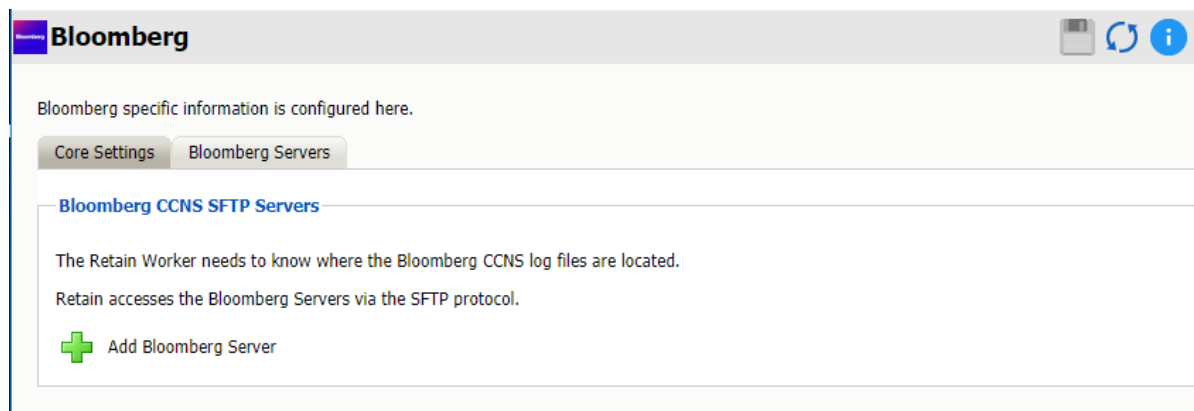 Bloomberg
Bloomberg
Bloomberg specific information is configured here.
Core Settings Bloomberg Servers
Bloomberg CCNS SFTP Servers
The Retain Worker needs to know where the Bloomberg CCNS log files are located.
Retain accesses the Bloomberg Servers via the SFTP protocol.
Add Bloomberg Server